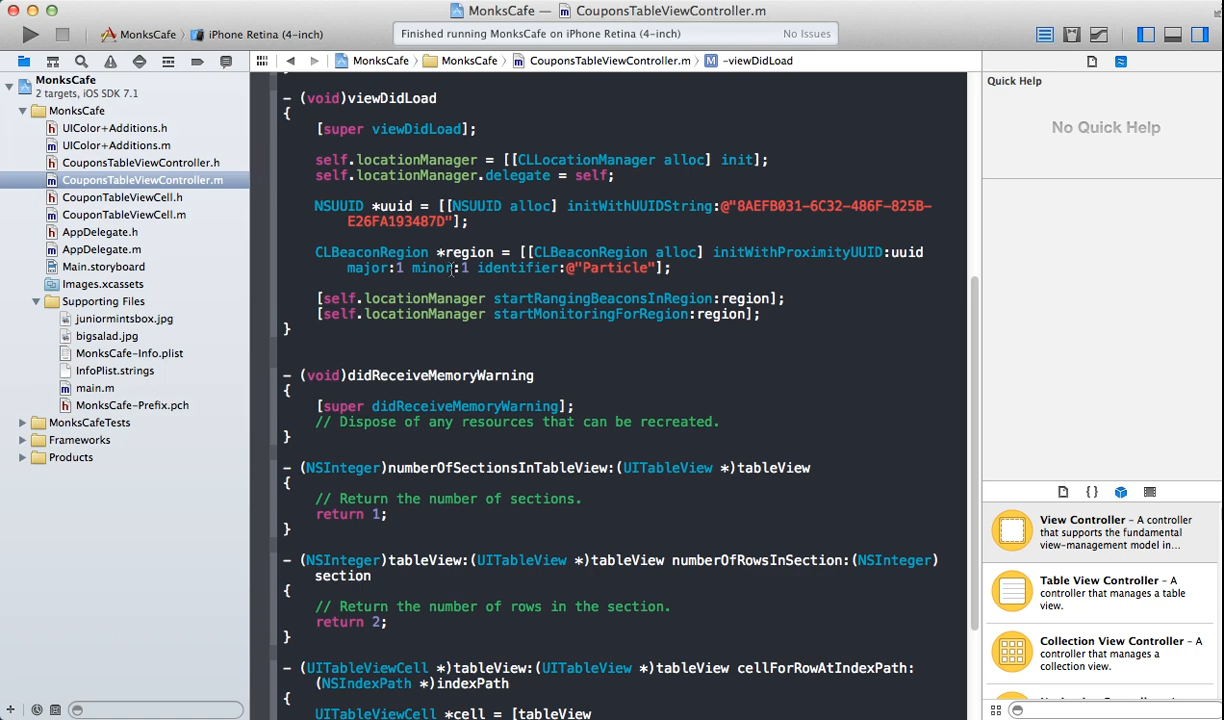 MonksCafe — CouponsTableViewController.m
MonksCafe iPhone Retina (4-inch)
Finished running MonksCafe on iPhone Retina (4-inch) No Issues
MonksCafe MonksCafe CouponsTableViewController.m M -viewDidLoad
MonksCafe
2 targets, iOS SDK 7.1
MonksCafe
h UIColor+Additions.h
m UIColor+Additions.m
h CouponsTableViewController.h
m CouponsTableViewController.m
h CouponTableViewCell.h
m CouponTableViewCell.m
h AppDelegate.h
m AppDelegate.m
Main.storyboard
Images.xcassets
Supporting Files
juniormintsbox.jpg
bigsalad.jpg
MonksCafe-Info.plist
InfoPlist.strings
m main.m
h MonksCafe-Prefix.pch
MonksCafeTests
Frameworks
Products
- (void)viewDidLoad
{
[super viewDidLoad];
self.locationManager = [[CLLocationManager alloc] init];
self.locationManager.delegate = self;
NSUUID *uuid = [[NSUUID alloc] initWithUUIDString:@"8AEFB031-6C32-486F-825B-
E26FA193487D"];
CLBeaconRegion *region = [[CLBeaconRegion alloc] initWithProximityUUID:uuid
major:1 minor:1 identifier:@"Particle"];
[self.locationManager startRangingBeaconsInRegion:region];
[self.locationManager startMonitoringForRegion:region];
}
- (void)didReceiveMemoryWarning
{
[super didReceiveMemoryWarning];
// Dispose of any resources that can be recreated.
}
- (NSInteger)numberOfSectionsInTableView:(UITableView *)tableView
{
// Return the number of sections.
return 1;
}
- (NSInteger)tableView:(UITableView *)tableView numberOfRowsInSection:(NSInteger)
section
{
// Return the number of rows in the section.
return 2;
}
- (UITableViewCell *)tableView:(UITableView *)tableView cellForRowAtIndexPath:
(NSIndexPath *)indexPath
{
UITableViewCell *cell = [tableView
Quick Help
No Quick Help
{ }
View Controller – A controller
that supports the fundamental
view-management model in...
Table View Controller – A
controller that manages a table
view.
Collection View Controller – A
controller that manages a
collection view.